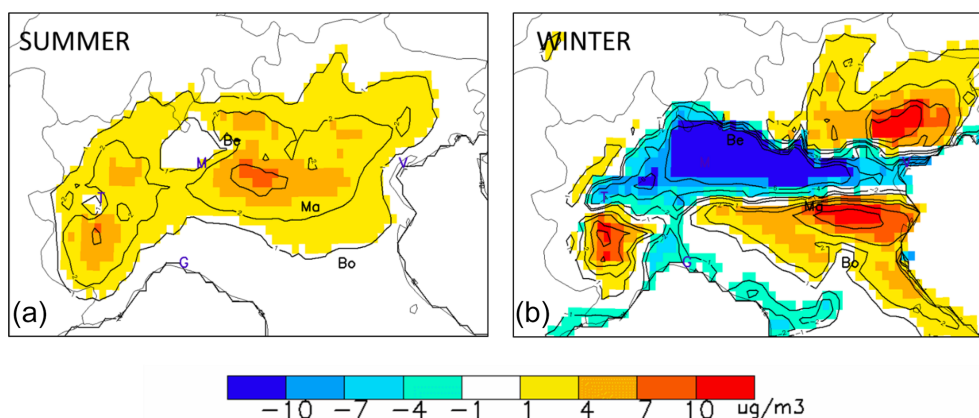 SUMMER
Be
M
V
T
Ma
G
Bo
(a)
WINTER
Be
Ma
G
Bo
(b)
−10 −7 −4 −1 1 4 7 10 ug/m3